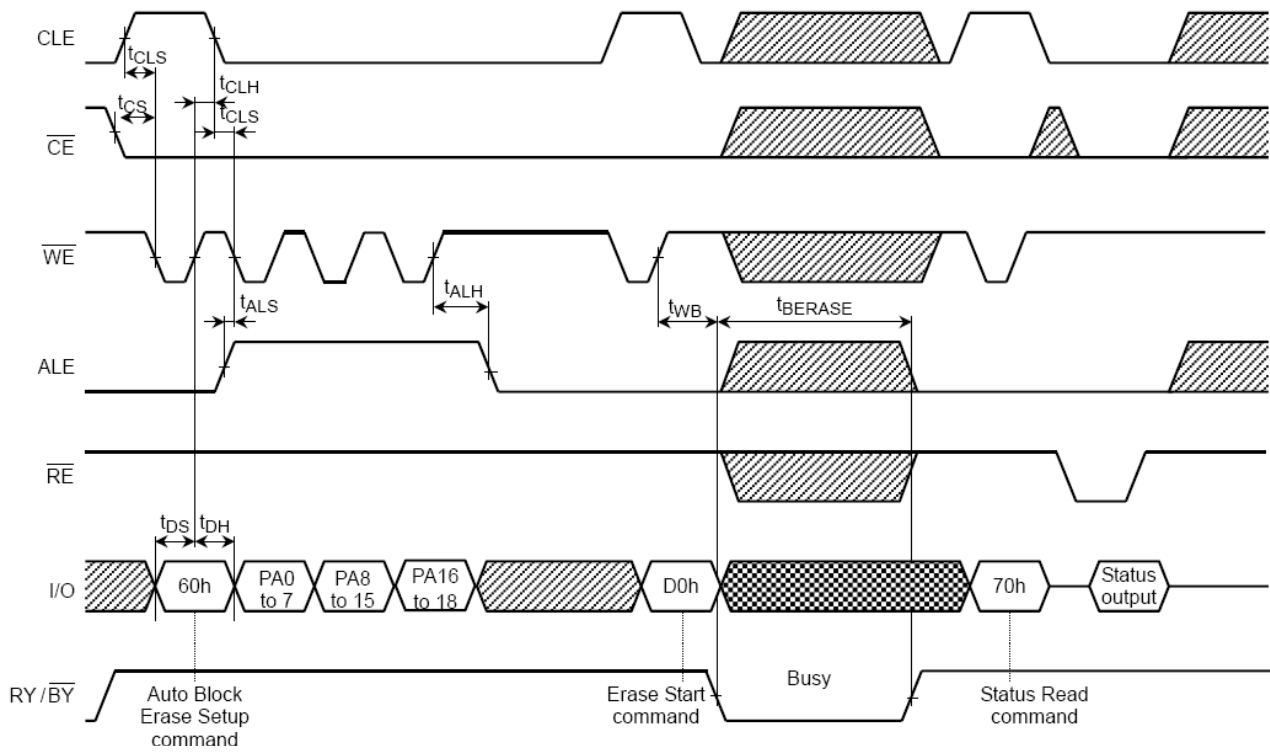 CLE
tCLS
tCLH
tCS
tCLS
CE
WE
tALS
tALH
tWB
tBERASE
ALE
RE
tDS
tDH
I/O
60h
PA0
to 7
PA8
to 15
PA16
to 18
D0h
70h
Status
output
RY / BY
Busy
Auto Block
Erase Setup
command
Erase Start
command
Status Read
command